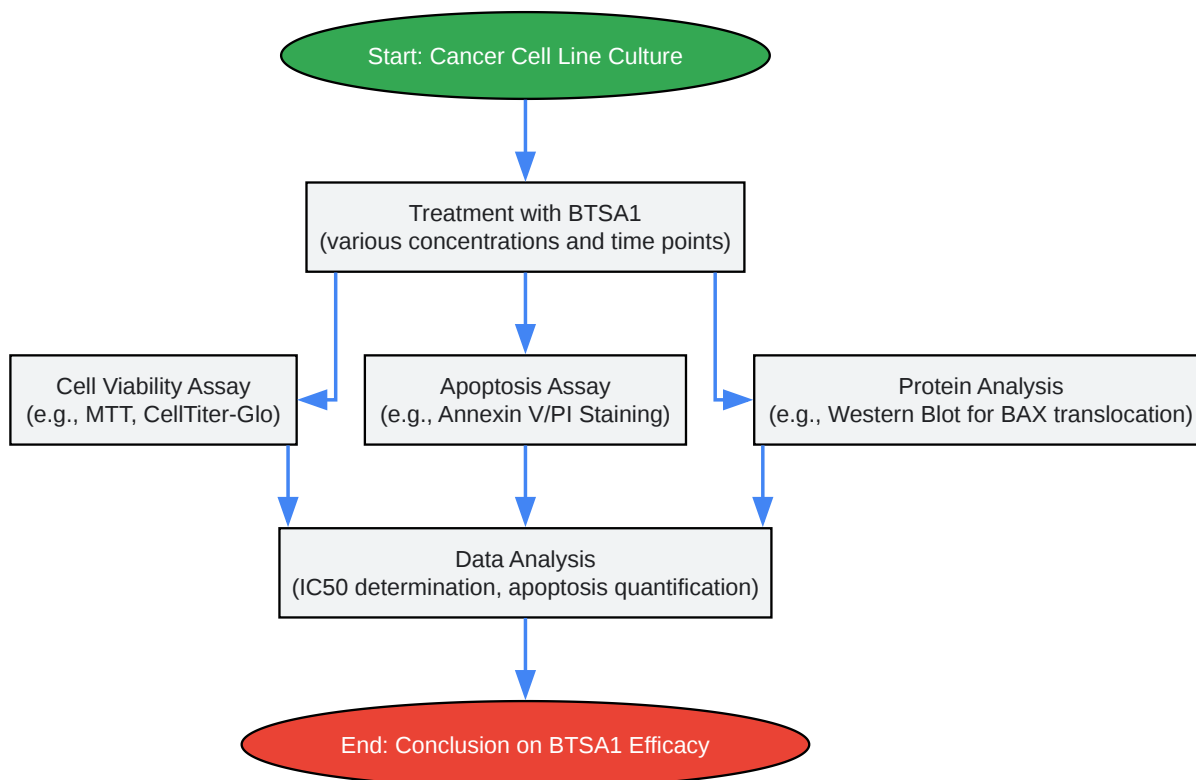 Start: Cancer Cell Line Culture
Treatment with BTSA1
(various concentrations and time points)
Cell Viability Assay
(e.g., MTT, CellTiter-Glo)
Apoptosis Assay
(e.g., Annexin V/PI Staining)
Protein Analysis
(e.g., Western Blot for BAX translocation)
Data Analysis
(IC50 determination, apoptosis quantification)
End: Conclusion on BTSA1 Efficacy